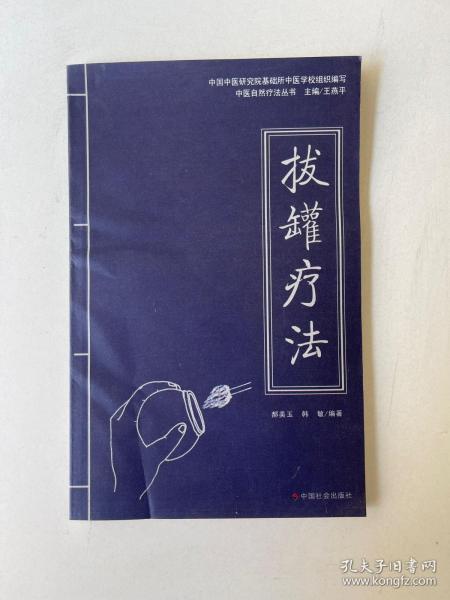 中国中医研究院基础所中医学校组织编写
中医自然疗法丛书 主编/王燕平
拔罐疗法
郝美玉 韩 敏/编著
中国社会出版社
孔夫子旧书网
www.kongfz.com